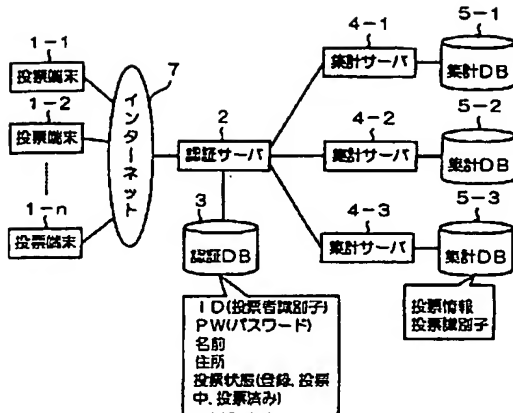 1-1
投票端末
1-2
投票端末
1-n
投票端末
7
インターネット
2
認証サーバ
3
認証DB
4-1
集計サーバ
4-2
集計サーバ
4-3
集計サーバ
5-1
集計DB
5-2
集計DB
5-3
集計DB
ID(投票者識別子)
PW(パスワード)
名前
住所
投票状態(登録、投票
中、投票済み)
投票情報
投票識別子